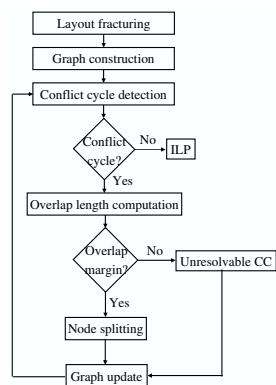 Layout fracturing
Graph construction
Conflict cycle detection
Conflict
cycle?
No
ILP
Yes
Overlap length computation
Overlap
margin?
No
Unresolvable CC
Yes
Node splitting
Graph update